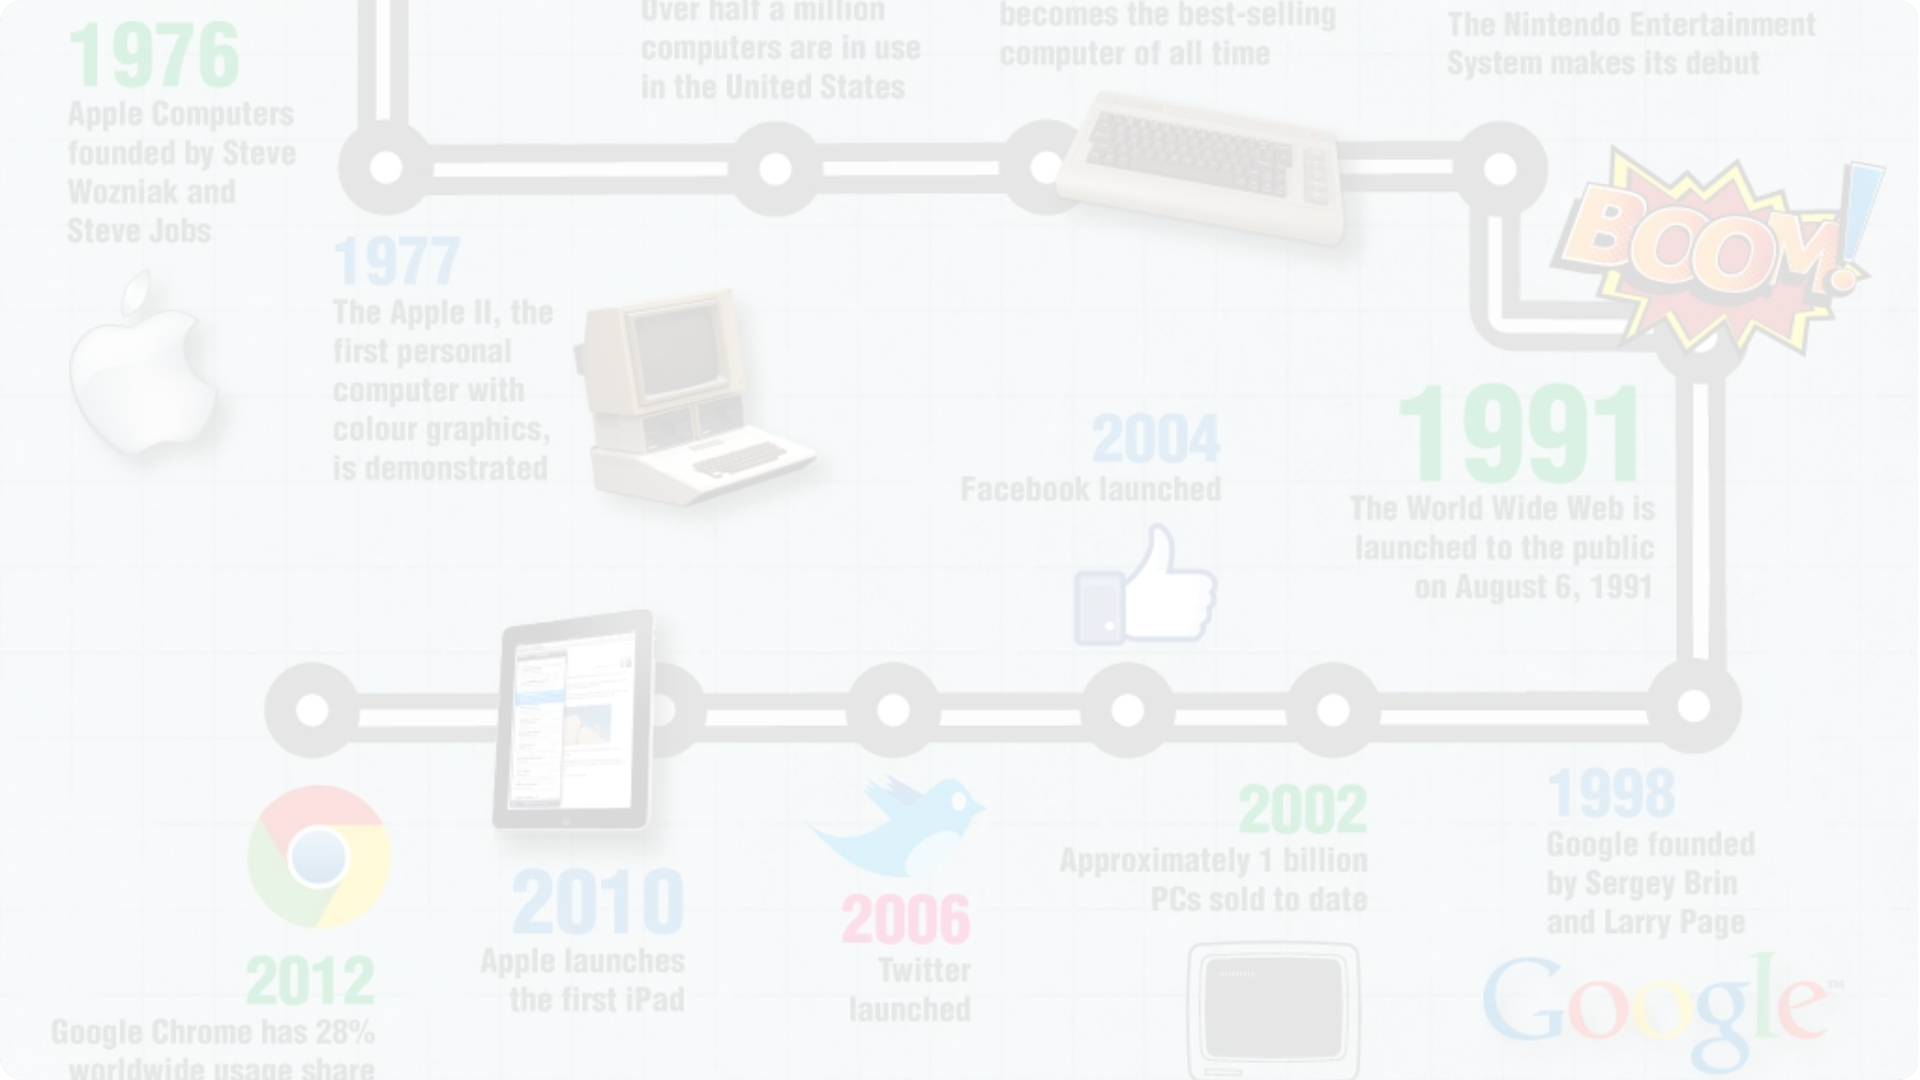 1976
Apple Computers
founded by Steve
Wozniak and
Steve Jobs
Over half a million
computers are in use
in the United States
becomes the best-selling
computer of all time
The Nintendo Entertainment
System makes its debut
BOOM!
1977
The Apple II, the
first personal
computer with
colour graphics,
is demonstrated
1991
The World Wide Web is
launched to the public
on August 6, 1991
2004
Facebook launched
1998
Google founded
by Sergey Brin
and Larry Page
Google™
2002
Approximately 1 billion
PCs sold to date
2006
Twitter
launched
2010
Apple launches
the first iPad
2012
Google Chrome has 28%
worldwide usage share